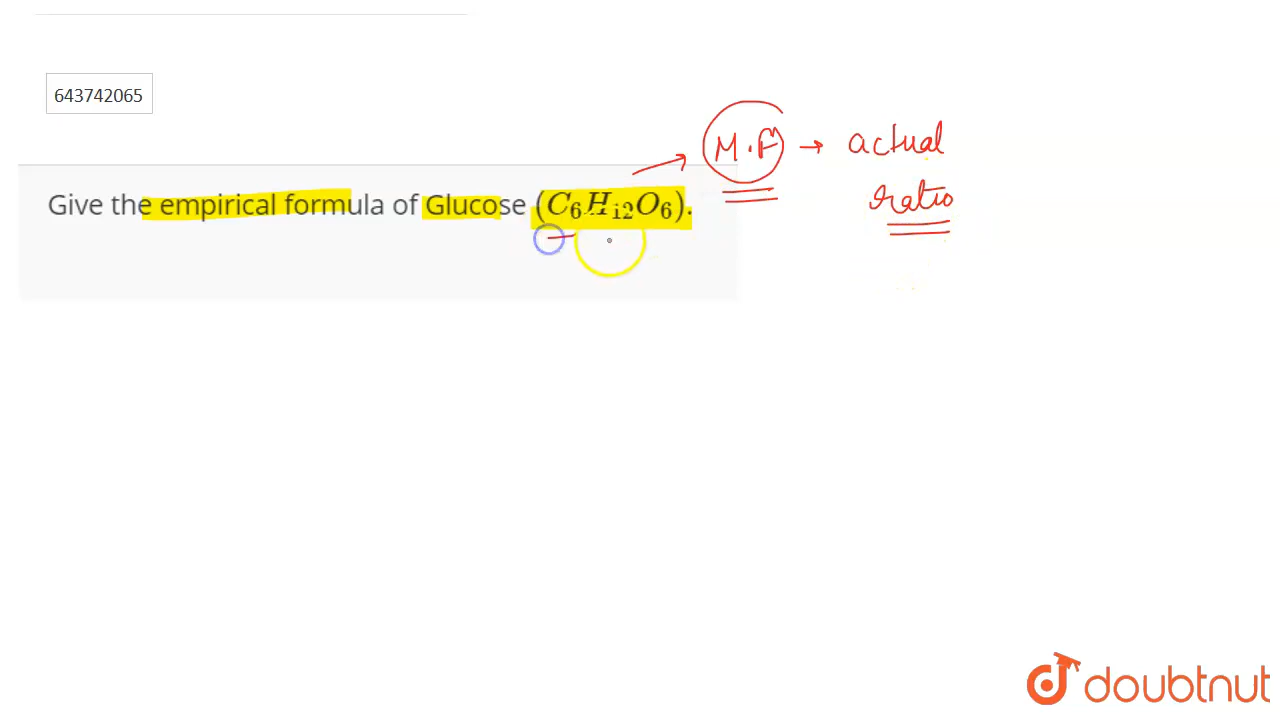 643742065
M.F → actual
ratio
Give the empirical formula of Glucose (C₆H₁₂O₆).
doubtnut